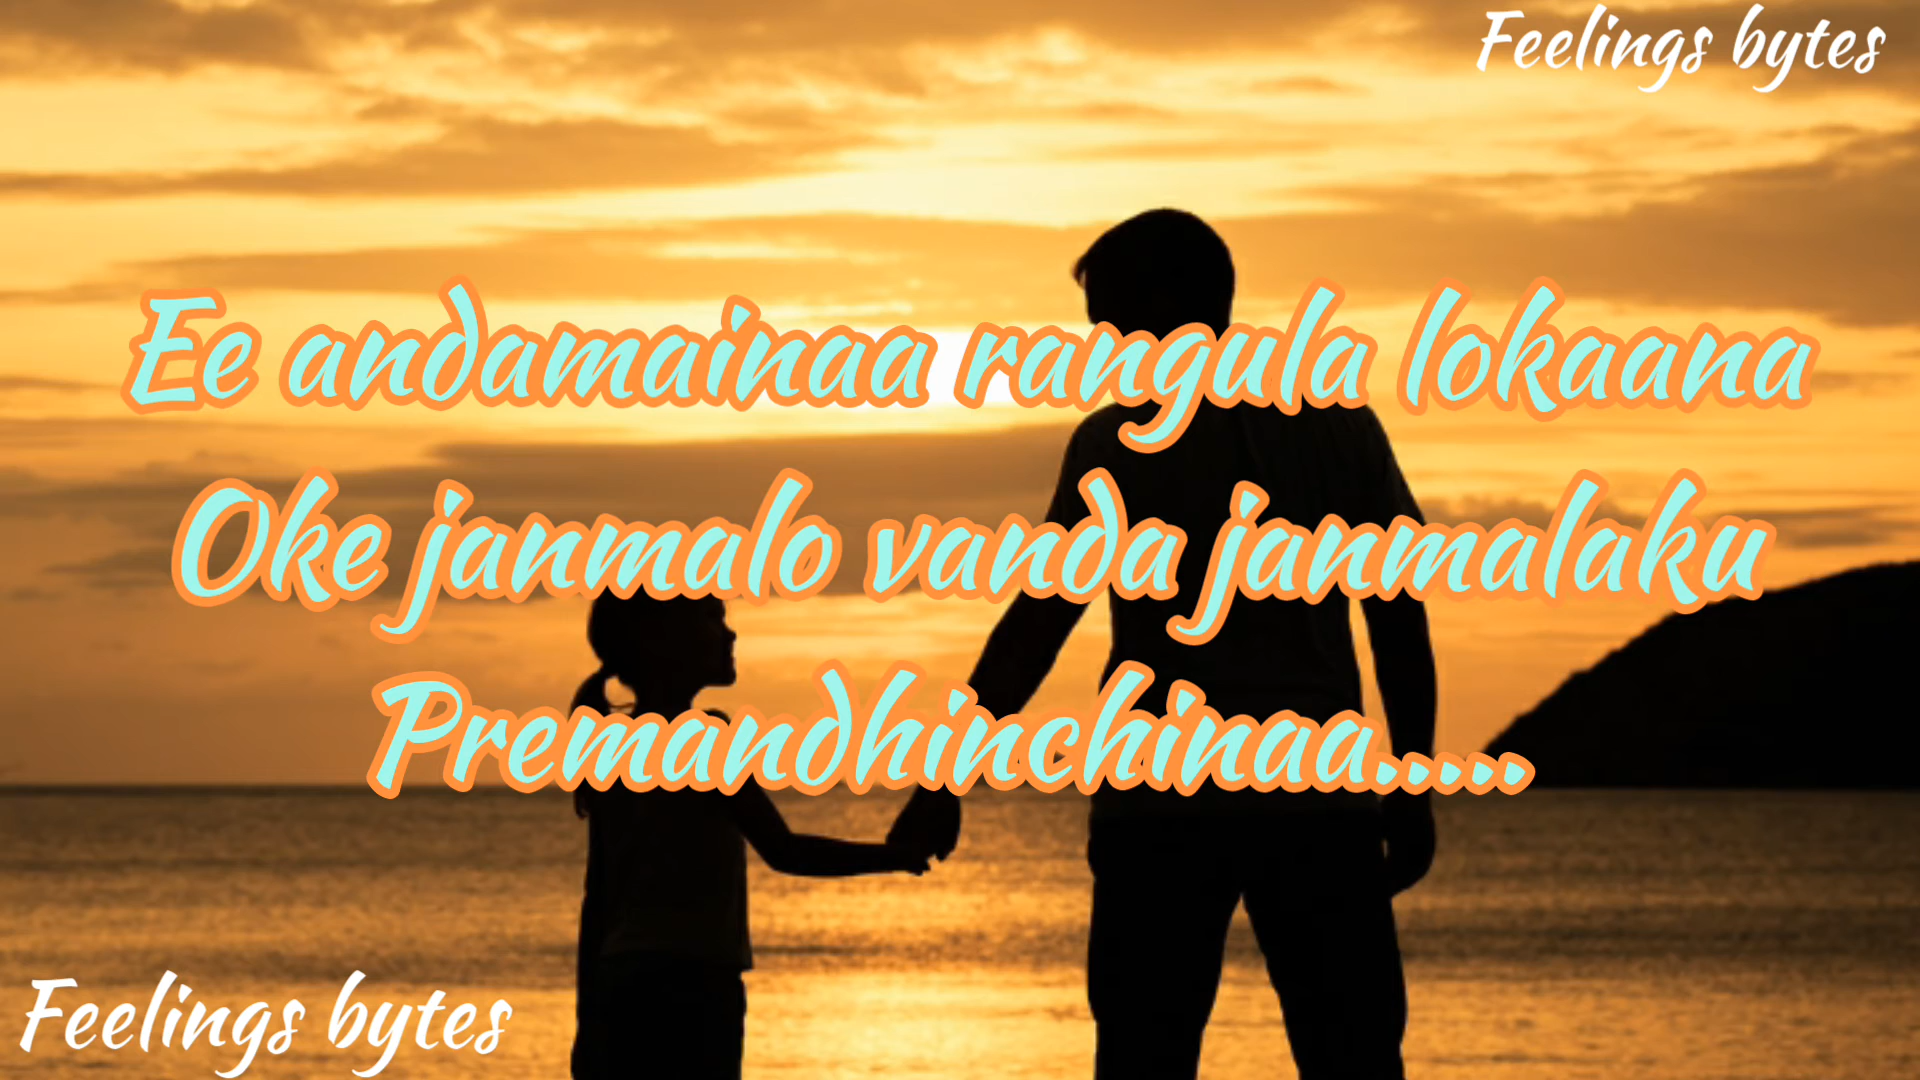 Feelings bytes
Ee andamainaa rangula lokaana
Oke janmalo vanda janmalaku
Premandhinchinaa.....
Feelings bytes